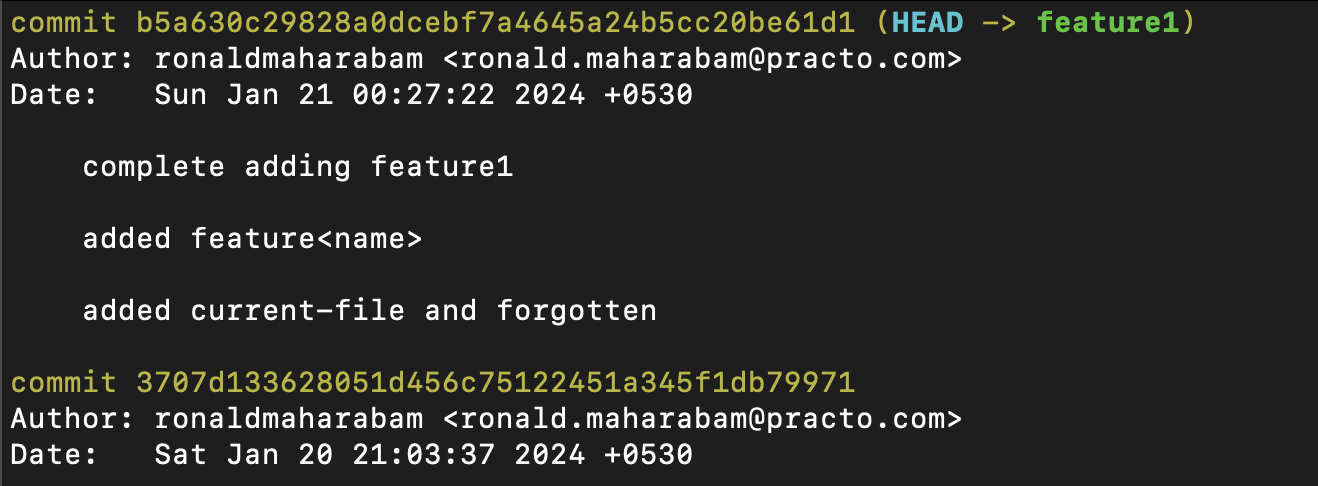 commit b5a630c29828a0dcebf7a4645a24b5cc20be61d1 (HEAD -> feature1)
Author: ronaldmaharabam <ronald.maharabam@practo.com>
Date:   Sun Jan 21 00:27:22 2024 +0530
complete adding feature1
added feature<name>
added current-file and forgotten
commit 3707d133628051d456c75122451a345f1db79971
Author: ronaldmaharabam <ronald.maharabam@practo.com>
Date:   Sat Jan 20 21:03:37 2024 +0530